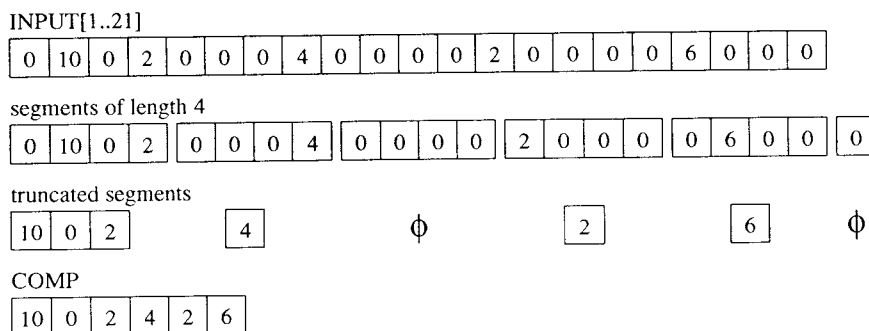 INPUT[1..21]
0 10 0 2 0 0 0 4 0 0 0 0 2 0 0 0 0 6 0 0 0
segments of length 4
0 10 0 2 0 0 0 4 0 0 0 0 2 0 0 0 0 6 0 0 0
truncated segments
10 0 2 4 ϕ 2 6 ϕ
COMP
10 0 2 4 2 6